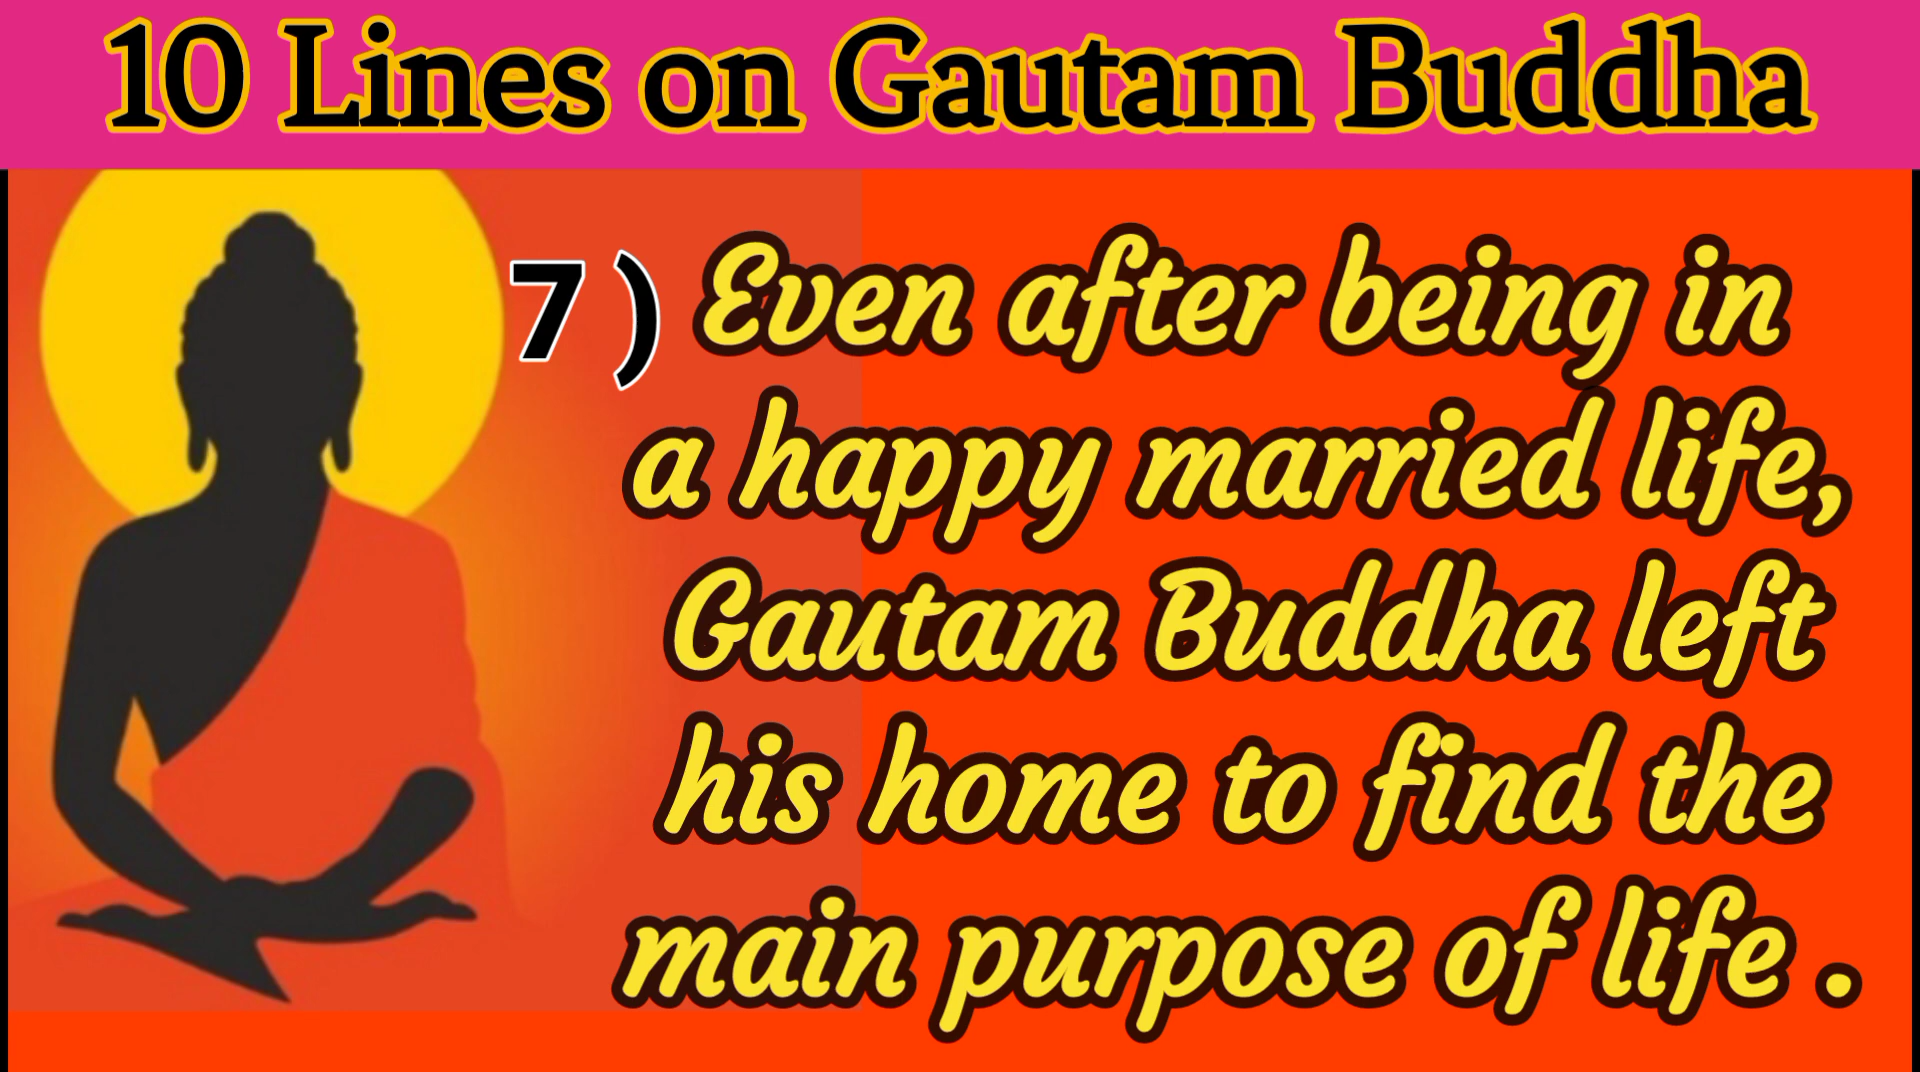 10 Lines on Gautam Buddha
7) Even after being in
a happy married life,
Gautam Buddha left
his home to find the
main purpose of life .